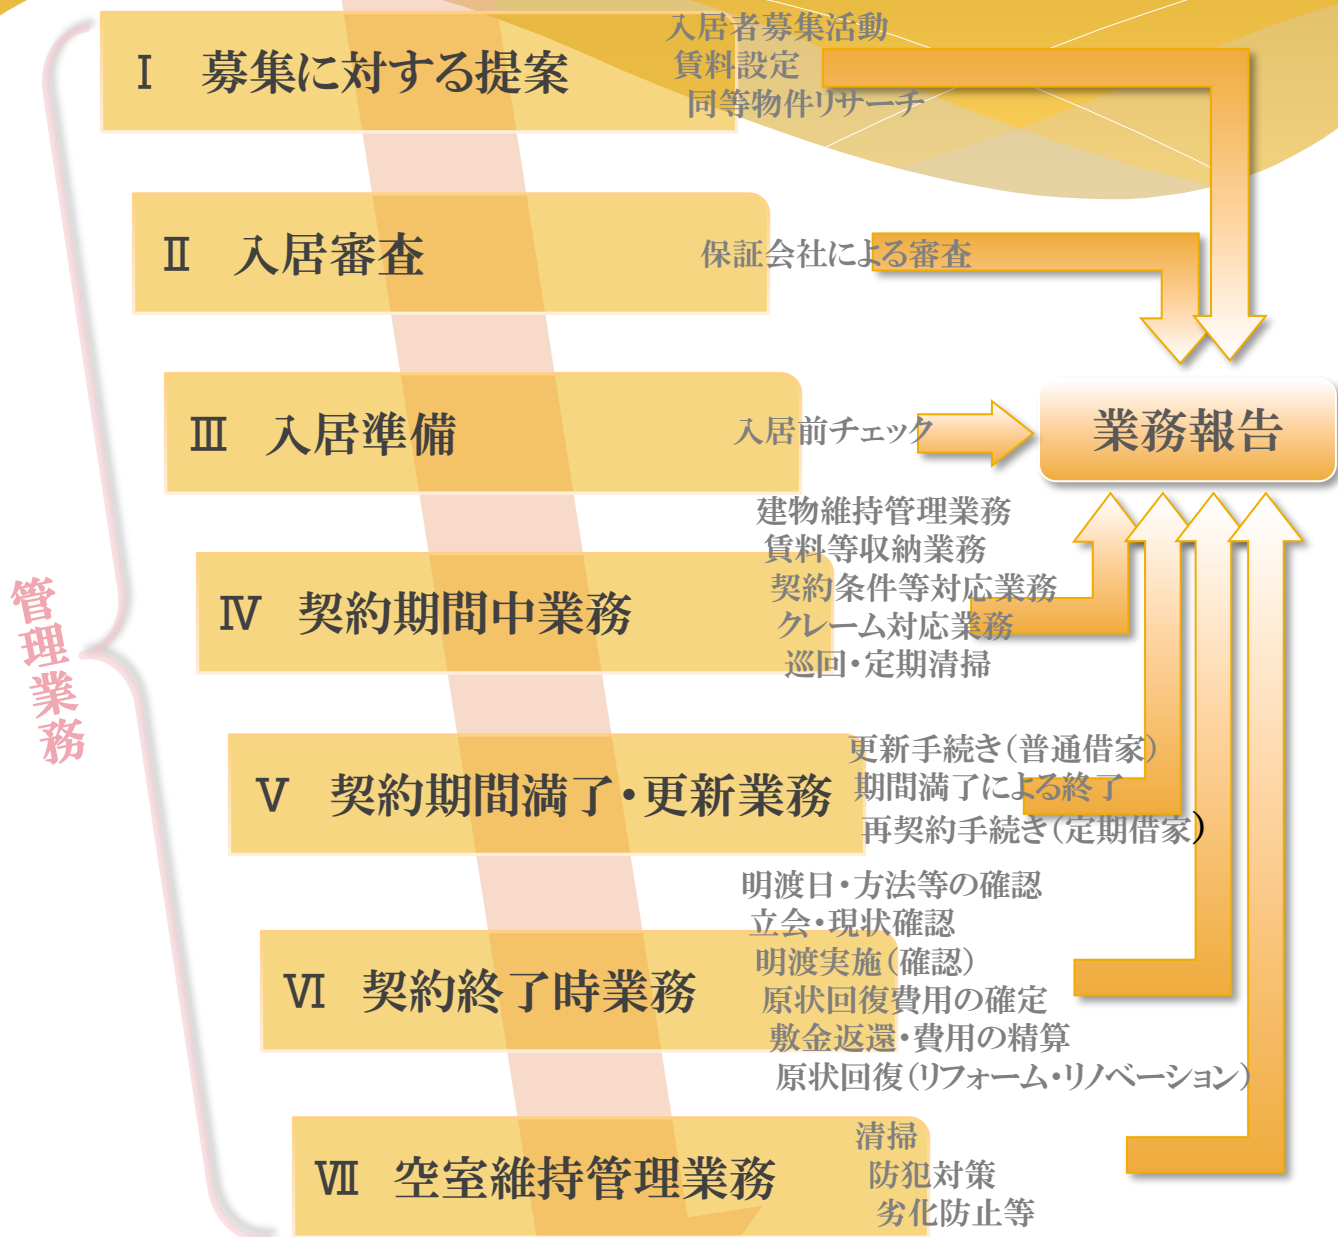 管理業務
Ⅰ 募集に対する提案
入居者募集活動
賃料設定
同等物件リサーチ
Ⅱ 入居審査
保証会社による審査
Ⅲ 入居準備
入居前チェック
業務報告
Ⅳ 契約期間中業務
建物維持管理業務
賃料等収納業務
契約条件等対応業務
クレーム対応業務
巡回・定期清掃
Ⅴ 契約期間満了・更新業務
更新手続き(普通借家)
期間満了による終了
再契約手続き(定期借家)
Ⅵ 契約終了時業務
明渡日・方法等の確認
立会・現状確認
明渡実施(確認)
原状回復費用の確定
敷金返還・費用の精算
原状回復(リフォーム・リノベーション)
Ⅶ 空室維持管理業務
清掃
防犯対策
劣化防止等